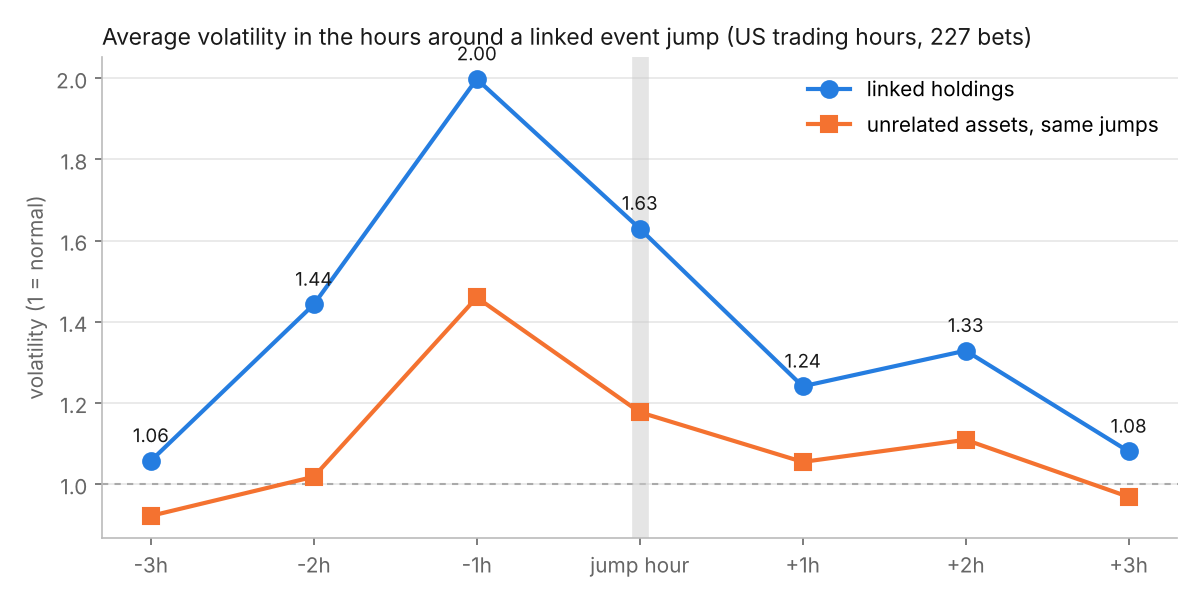 Average volatility in the hours around a linked event jump (US trading hours, 227 bets)
volatility (1 = normal)
2.0
1.8
1.6
1.4
1.2
1.0
linked holdings
unrelated assets, same jumps
1.06
1.44
2.00
1.63
1.24
1.33
1.08
-3h
-2h
-1h
jump hour
+1h
+2h
+3h